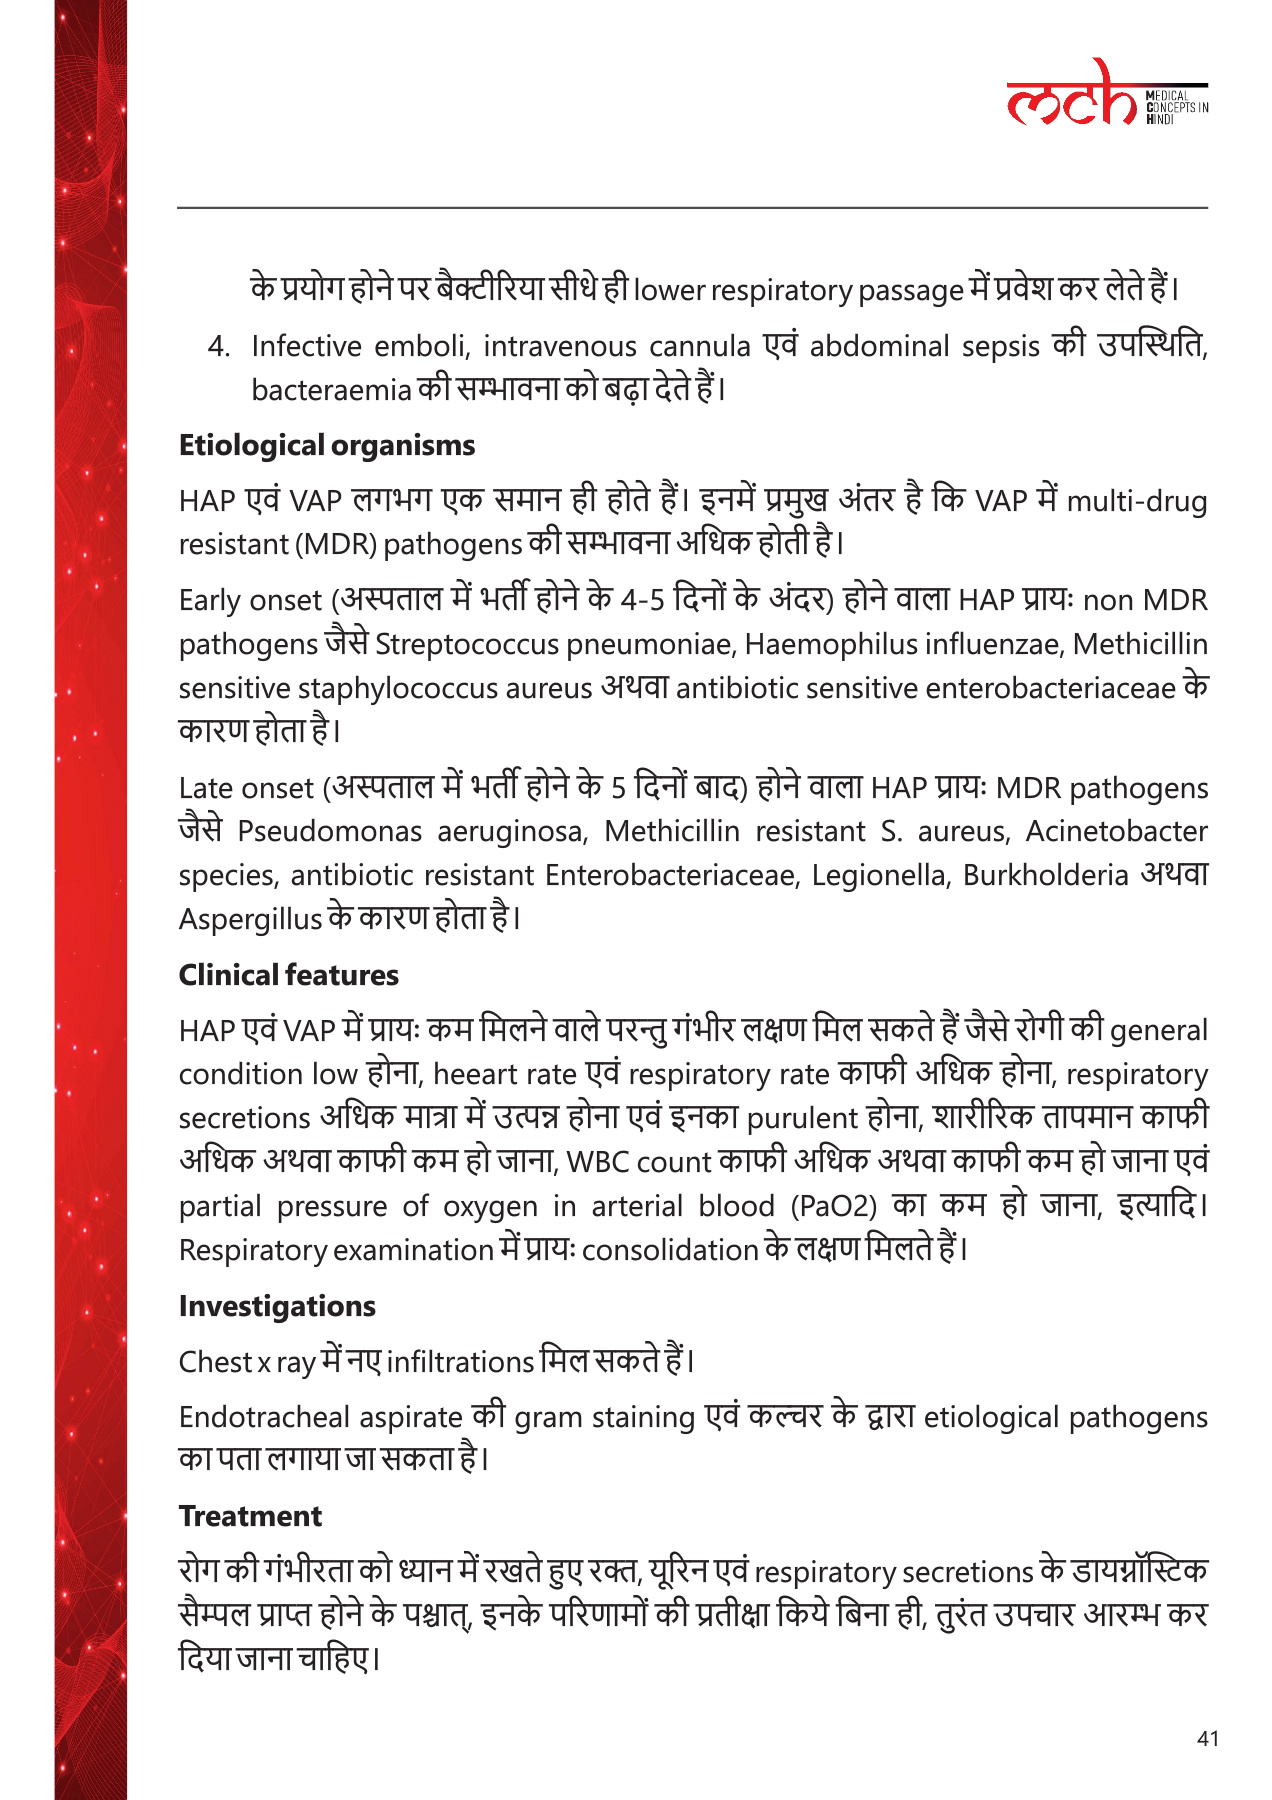 mch MEDICAL
CONCEPTS IN
HINDI
के प्रयोग होने पर बैक्टीरिया सीधे ही lower respiratory passage में प्रवेश कर लेते हैं।
4. Infective emboli, intravenous cannula एवं abdominal sepsis की उपस्थिति,
bacteraemia की सम्भावना को बढ़ा देते हैं।
Etiological organisms
HAP एवं VAP लगभग एक समान ही होते हैं। इनमें प्रमुख अंतर है कि VAP में multi-drug
resistant (MDR) pathogens की सम्भावना अधिक होती है।
Early onset (अस्पताल में भर्ती होने के 4-5 दिनों के अंदर) होने वाला HAP प्रायः non MDR
pathogens जैसे Streptococcus pneumoniae, Haemophilus influenzae, Methicillin
sensitive staphylococcus aureus अथवा antibiotic sensitive enterobacteriaceae के
कारण होता है।
Late onset (अस्पताल में भर्ती होने के 5 दिनों बाद) होने वाला HAP प्रायः MDR pathogens
जैसे Pseudomonas aeruginosa, Methicillin resistant S. aureus, Acinetobacter
species, antibiotic resistant Enterobacteriaceae, Legionella, Burkholderia अथवा
Aspergillus के कारण होता है।
Clinical features
HAP एवं VAP में प्रायः कम मिलने वाले परन्तु गंभीर लक्षण मिल सकते हैं जैसे रोगी की general
condition low होना, heeart rate एवं respiratory rate काफी अधिक होना, respiratory
secretions अधिक मात्रा में उत्पन्न होना एवं इनका purulent होना, शारीरिक तापमान काफी
अधिक अथवा काफी कम हो जाना, WBC count काफी अधिक अथवा काफी कम हो जाना एवं
partial pressure of oxygen in arterial blood (PaO2) का कम हो जाना, इत्यादि।
Respiratory examination में प्रायः consolidation के लक्षण मिलते हैं।
Investigations
Chest x ray में नए infiltrations मिल सकते हैं।
Endotracheal aspirate की gram staining एवं कल्चर के द्वारा etiological pathogens
का पता लगाया जा सकता है।
Treatment
रोग की गंभीरता को ध्यान में रखते हुए रक्त, यूरिन एवं respiratory secretions के डायग्नॉस्टिक
सैम्पल प्राप्त होने के पश्चात्, इनके परिणामों की प्रतीक्षा किये बिना ही, तुरंत उपचार आरम्भ कर
दिया जाना चाहिए।
41